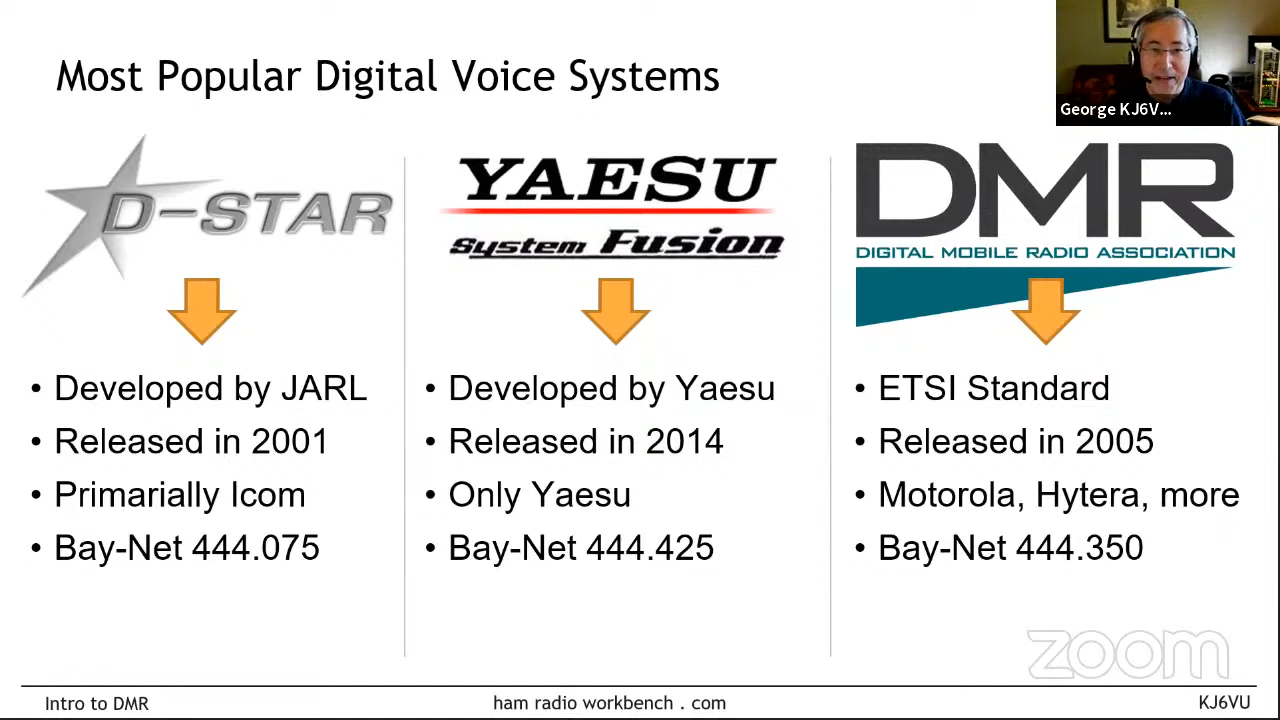 Most Popular Digital Voice Systems
George KJ6V...
D-STAR
YAESU
System Fusion
DMR
DIGITAL MOBILE RADIO ASSOCIATION
• Developed by JARL
• Released in 2001
• Primarially Icom
• Bay-Net 444.075
• Developed by Yaesu
• Released in 2014
• Only Yaesu
• Bay-Net 444.425
• ETSI Standard
• Released in 2005
• Motorola, Hytera, more
• Bay-Net 444.350
zoom
Intro to DMR
ham radio workbench . com
KJ6VU